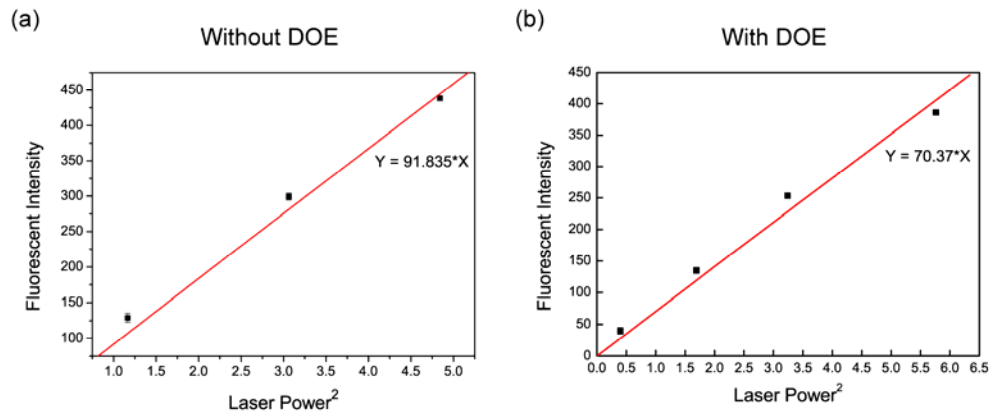 (a)
Without DOE
Fluorescent Intensity
450
400
350
300
250
200
150
100
Y = 91.835*X
1.0 1.5 2.0 2.5 3.0 3.5 4.0 4.5 5.0
Laser Power²
(b)
With DOE
Fluorescent Intensity
450
400
350
300
250
200
150
100
50
0
Y = 70.37*X
0.0 0.5 1.0 1.5 2.0 2.5 3.0 3.5 4.0 4.5 5.0 5.5 6.0 6.5
Laser Power²